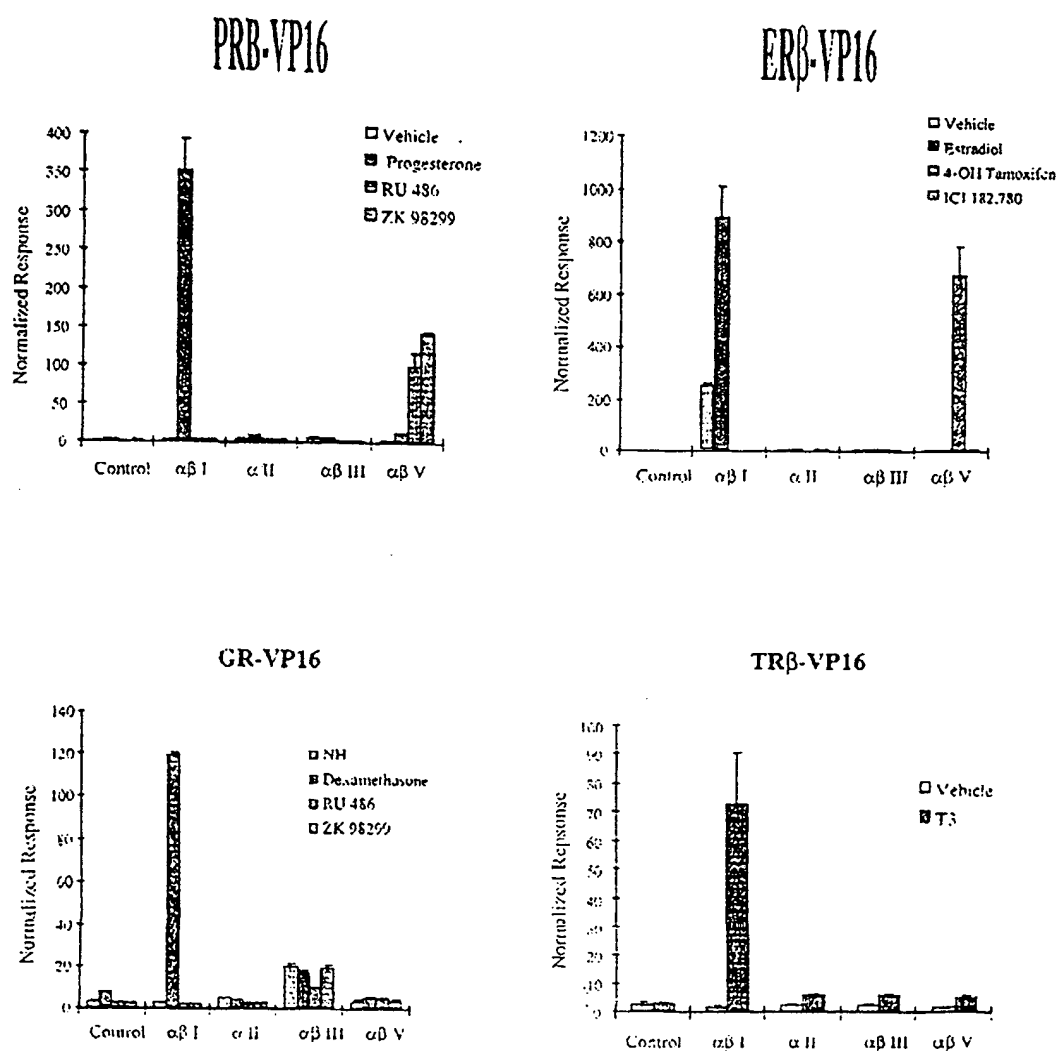 PRB-VP16
Normalized Response
400
350
300
250
200
150
100
50
0
Vehicle
Progesterone
RU 486
ZK 98299
Control αβ I α II αβ III αβ V
ERβ-VP16
Normalized Response
1200
1000
800
600
400
200
0
Vehicle
Estradiol
4-OH Tamoxifen
ICI 182,780
Control αβ I α II αβ III αβ V
GR-VP16
Normalized Response
140
120
100
80
60
40
20
0
NH
Dexamethasone
RU 486
ZK 98299
Control αβ I α II αβ III αβ V
TRβ-VP16
Normalized Repsonse
100
90
80
70
60
50
40
30
20
10
0
Vehicle
T3
Control αβ I α II αβ III αβ V